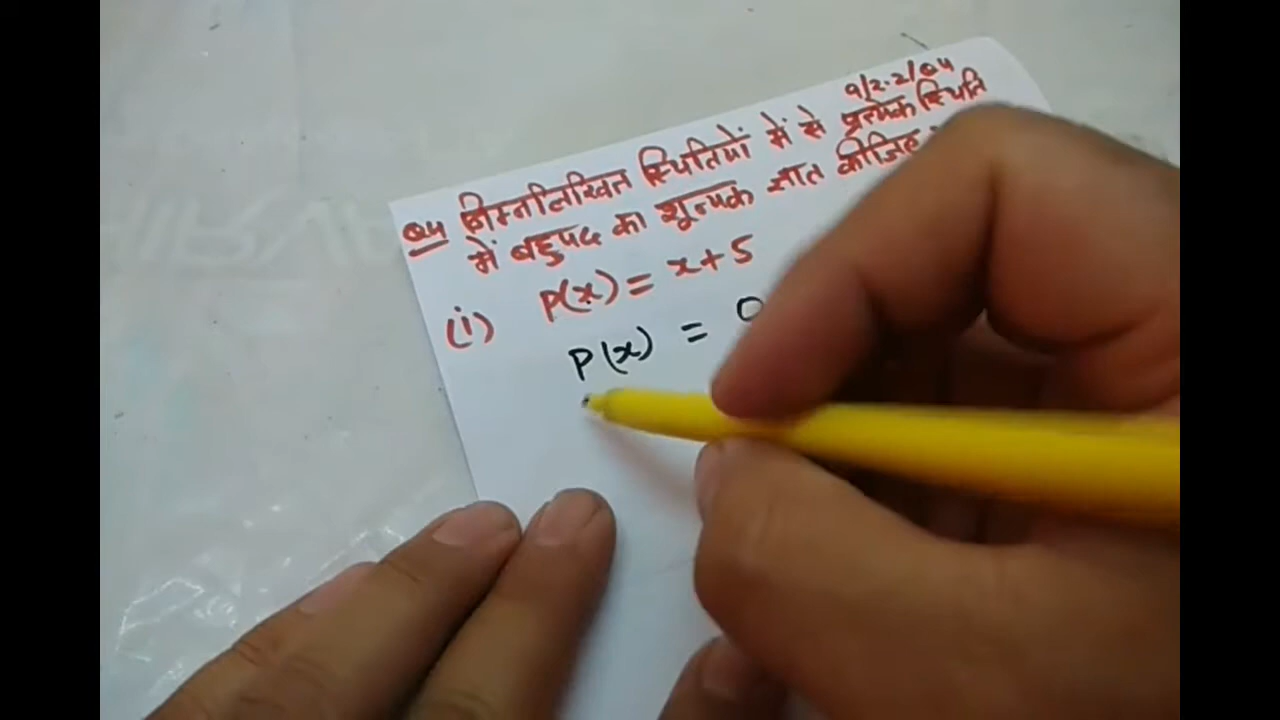 9/2.2/Q4
Q4 निम्नलिखित स्थितियों में से प्रत्येक स्थिति
में बहुपद का शून्यक ज्ञात कीजिए
(i) P(x) = x + 5
P(x) = 0